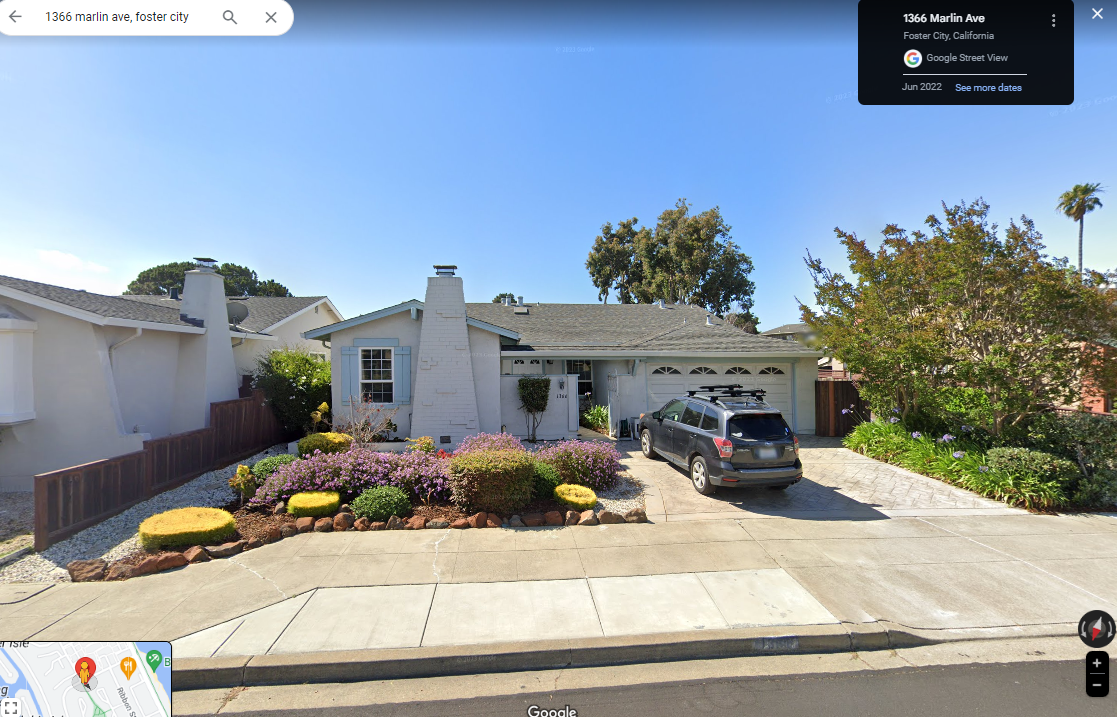 1366 marlin ave, foster city
1366 Marlin Ave
Foster City, California
Google Street View
Jun 2022
See more dates
1366
Ribbon
Google